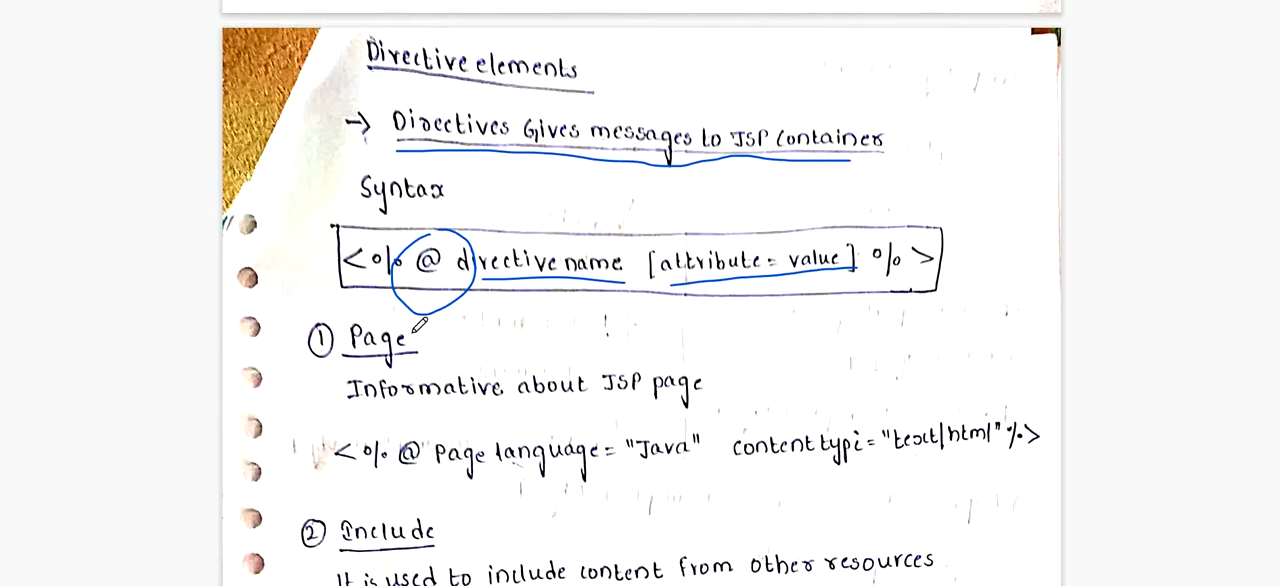 Directive elements
→ Directives Gives messages to JSP Container
Syntax
<% @ directive name [attribute = value] %>
① Page
Informative about JSP page
<% @ Page language = "Java" content type = "text/html" %>
② Include
It is used to include content from other resources